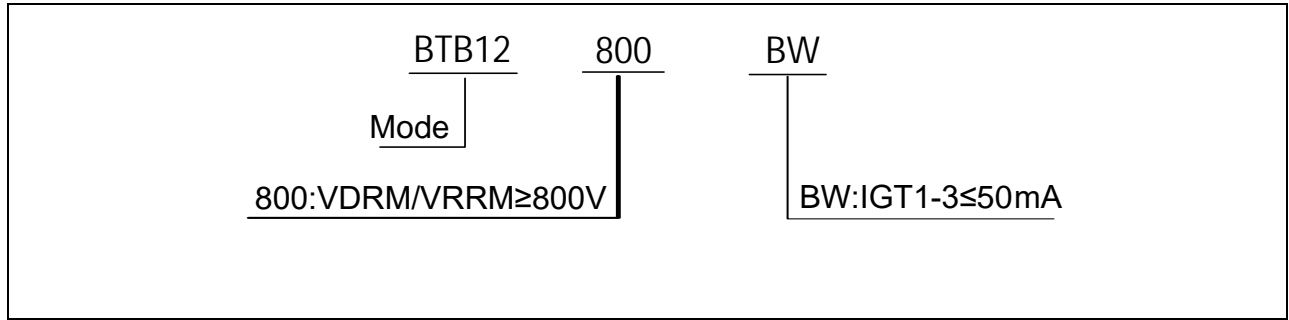 BTB12 800 BW
Mode
800:VDRM/VRRM≥800V BW:IGT1-3≤50mA